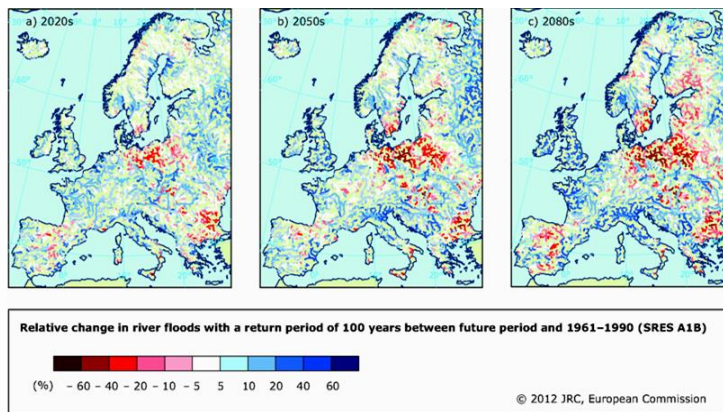 a) 2020s
b) 2050s
c) 2080s
Relative change in river floods with a return period of 100 years between future period and 1961–1990 (SRES A1B)
(%) – 60 – 40 – 20 – 10 – 5 5 10 20 40 60
© 2012 JRC, European Commission